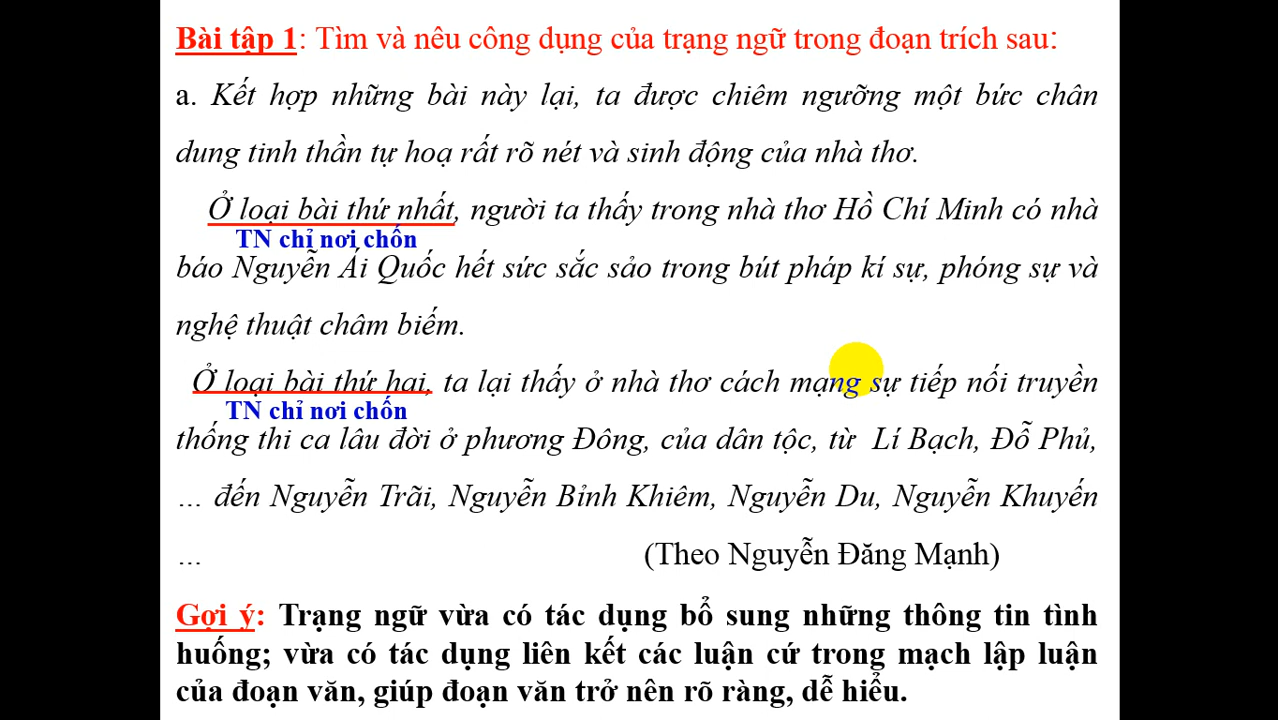 Bài tập 1: Tìm và nêu công dụng của trạng ngữ trong đoạn trích sau:
a. Kết hợp những bài này lại, ta được chiêm ngưỡng một bức chân
dung tinh thần tự hoạ rất rõ nét và sinh động của nhà thơ.
Ở loại bài thứ nhất, người ta thấy trong nhà thơ Hồ Chí Minh có nhà
TN chỉ nơi chốn
báo Nguyễn Ái Quốc hết sức sắc sảo trong bút pháp kí sự, phóng sự và
nghệ thuật châm biếm.
Ở loại bài thứ hai, ta lại thấy ở nhà thơ cách mạng sự tiếp nối truyền
TN chỉ nơi chốn
thống thi ca lâu đời ở phương Đông, của dân tộc, từ Lí Bạch, Đỗ Phủ,
... đến Nguyễn Trãi, Nguyễn Bỉnh Khiêm, Nguyễn Du, Nguyễn Khuyến
... (Theo Nguyễn Đăng Mạnh)
Gợi ý: Trạng ngữ vừa có tác dụng bổ sung những thông tin tình
huống; vừa có tác dụng liên kết các luận cứ trong mạch lập luận
của đoạn văn, giúp đoạn văn trở nên rõ ràng, dễ hiểu.